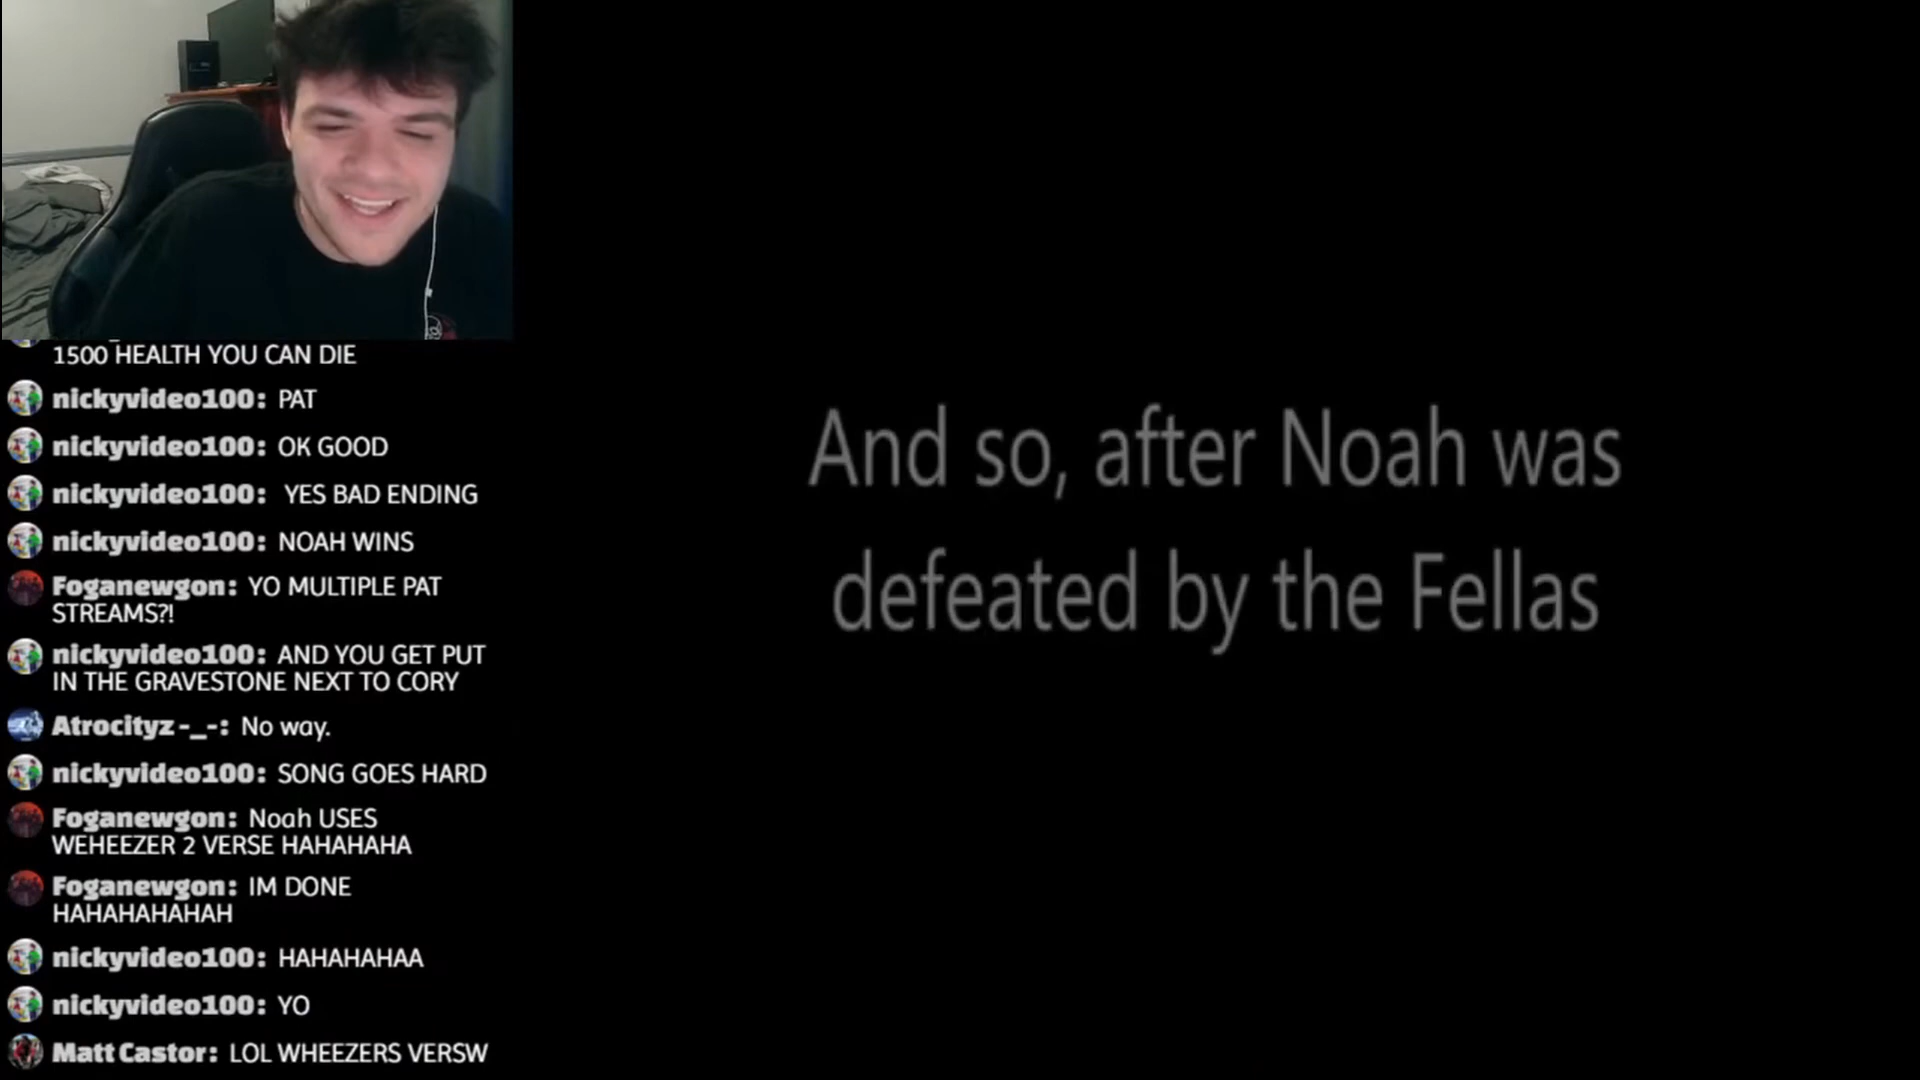 1500 HEALTH YOU CAN DIE
nickyvideo100: PAT
nickyvideo100: OK GOOD
nickyvideo100: YES BAD ENDING
nickyvideo100: NOAH WINS
Foganewgon: YO MULTIPLE PAT
STREAMS?!
nickyvideo100: AND YOU GET PUT
IN THE GRAVESTONE NEXT TO CORY
Atrocityz -_-: No way.
nickyvideo100: SONG GOES HARD
Foganewgon: Noah USES
WEHEEZER 2 VERSE HAHAHAHA
Foganewgon: IM DONE
HAHAHAHAHAH
nickyvideo100: HAHAHAHAA
nickyvideo100: YO
Matt Castor: LOL WHEEZERS VERSW
And so, after Noah was
defeated by the Fellas